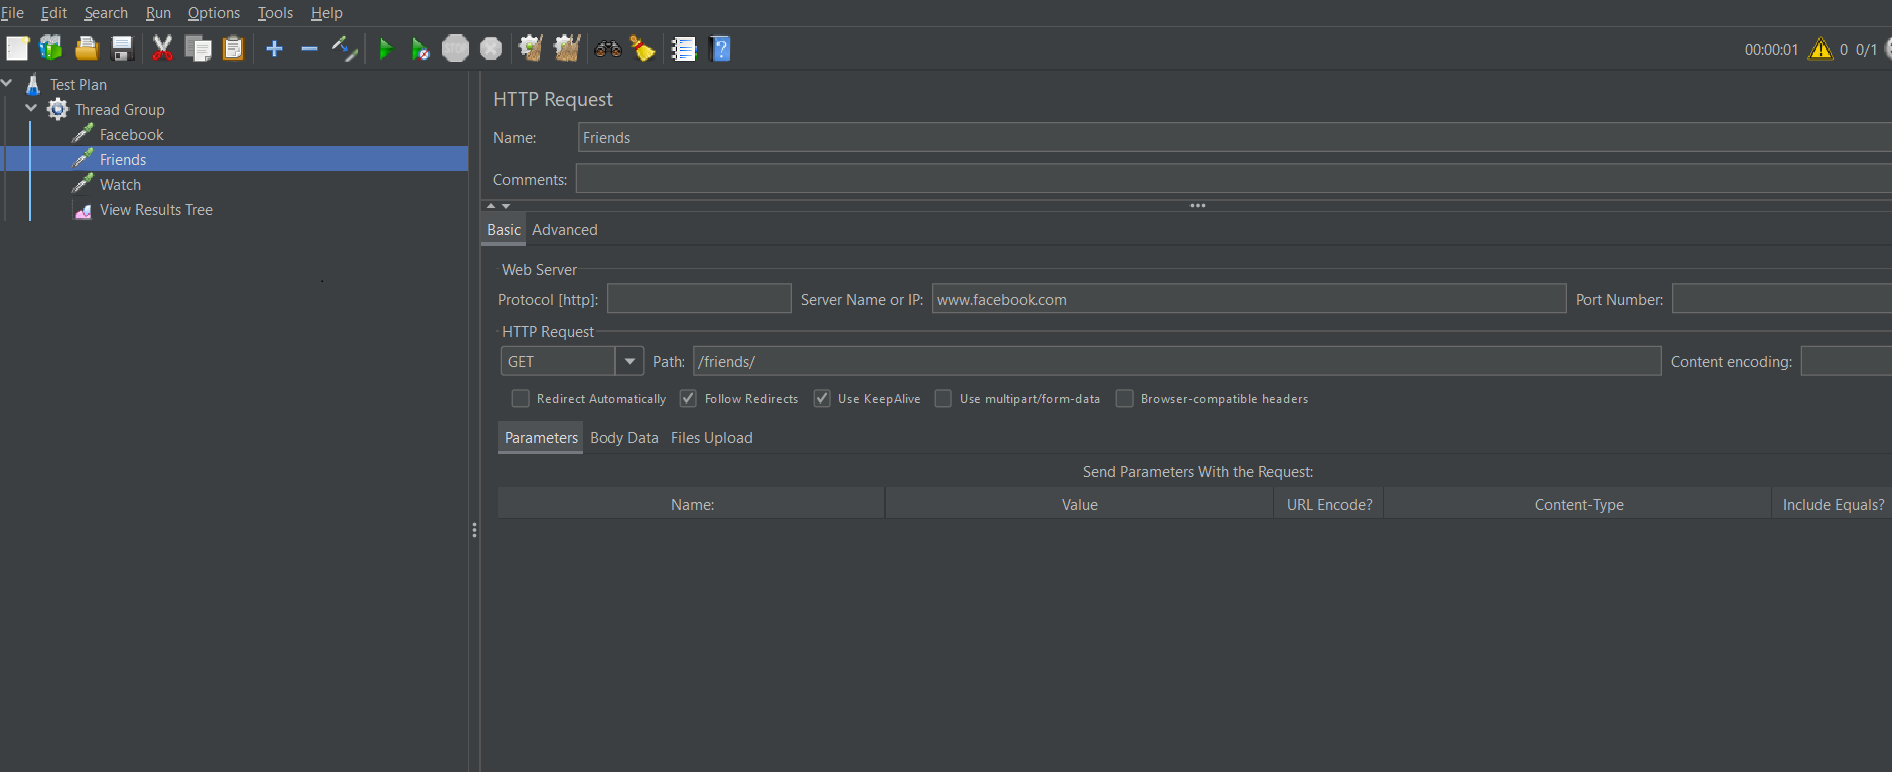 File Edit Search Run Options Tools Help
STOP
00:00:01 0 0/1
Test Plan
Thread Group
Facebook
Friends
Watch
View Results Tree
HTTP Request
Name: Friends
Comments:
Basic Advanced
Web Server
Protocol [http]: Server Name or IP: www.facebook.com Port Number:
HTTP Request
GET Path: /friends/ Content encoding:
Redirect Automatically Follow Redirects Use KeepAlive Use multipart/form-data Browser-compatible headers
Parameters Body Data Files Upload
Send Parameters With the Request:
Name: Value URL Encode? Content-Type Include Equals?